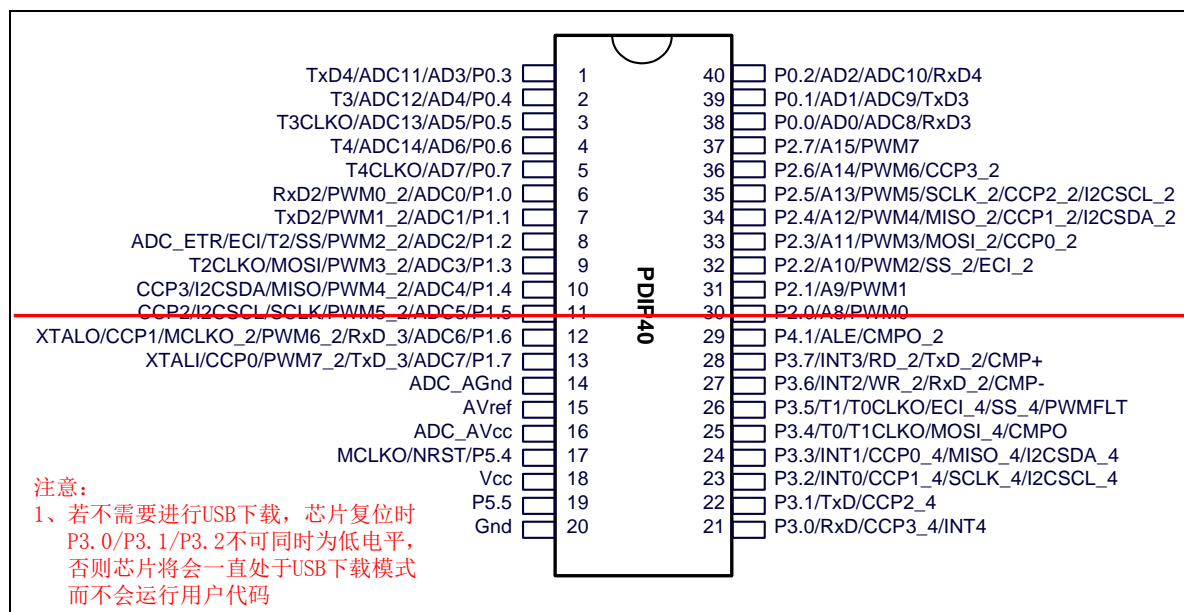 TxD4/ADC11/AD3/P0.3 1 40 P0.2/AD2/ADC10/RxD4
T3/ADC12/AD4/P0.4 2 39 P0.1/AD1/ADC9/TxD3
T3CLKO/ADC13/AD5/P0.5 3 38 P0.0/AD0/ADC8/RxD3
T4/ADC14/AD6/P0.6 4 37 P2.7/A15/PWM7
T4CLKO/AD7/P0.7 5 36 P2.6/A14/PWM6/CCP3_2
RxD2/PWM0_2/ADC0/P1.0 6 35 P2.5/A13/PWM5/SCLK_2/CCP2_2/I2CSCL_2
TxD2/PWM1_2/ADC1/P1.1 7 34 P2.4/A12/PWM4/MISO_2/CCP1_2/I2CSDA_2
ADC_ETR/ECI/T2/SS/PWM2_2/ADC2/P1.2 8 33 P2.3/A11/PWM3/MOSI_2/CCP0_2
T2CLKO/MOSI/PWM3_2/ADC3/P1.3 9 32 P2.2/A10/PWM2/SS_2/ECI_2
CCP3/I2CSDA/MISO/PWM4_2/ADC4/P1.4 10 31 P2.1/A9/PWM1
CCP2/I2CSCL/SCLK/PWM5_2/ADC5/P1.5 11 30 P2.0/A8/PWM0
XTALO/CCP1/MCLKO_2/PWM6_2/RxD_3/ADC6/P1.6 12 29 P4.1/ALE/CMPO_2
XTALI/CCP0/PWM7_2/TxD_3/ADC7/P1.7 13 28 P3.7/INT3/RD_2/TxD_2/CMP+
ADC_AGnd 14 27 P3.6/INT2/WR_2/RxD_2/CMP-
AVref 15 26 P3.5/T1/T0CLKO/ECI_4/SS_4/PWMFLT
ADC_AVcc 16 25 P3.4/T0/T1CLKO/MOSI_4/CMPO
MCLKO/NRST/P5.4 17 24 P3.3/INT1/CCP0_4/MISO_4/I2CSDA_4
Vcc 18 23 P3.2/INT0/CCP1_4/SCLK_4/I2CSCL_4
P5.5 19 22 P3.1/TxD/CCP2_4
Gnd 20 21 P3.0/RxD/CCP3_4/INT4
PDIP40
注意：
1、若不需要进行USB下载，芯片复位时
P3.0/P3.1/P3.2不可同时为低电平，
否则芯片将会一直处于USB下载模式
而不会运行用户代码